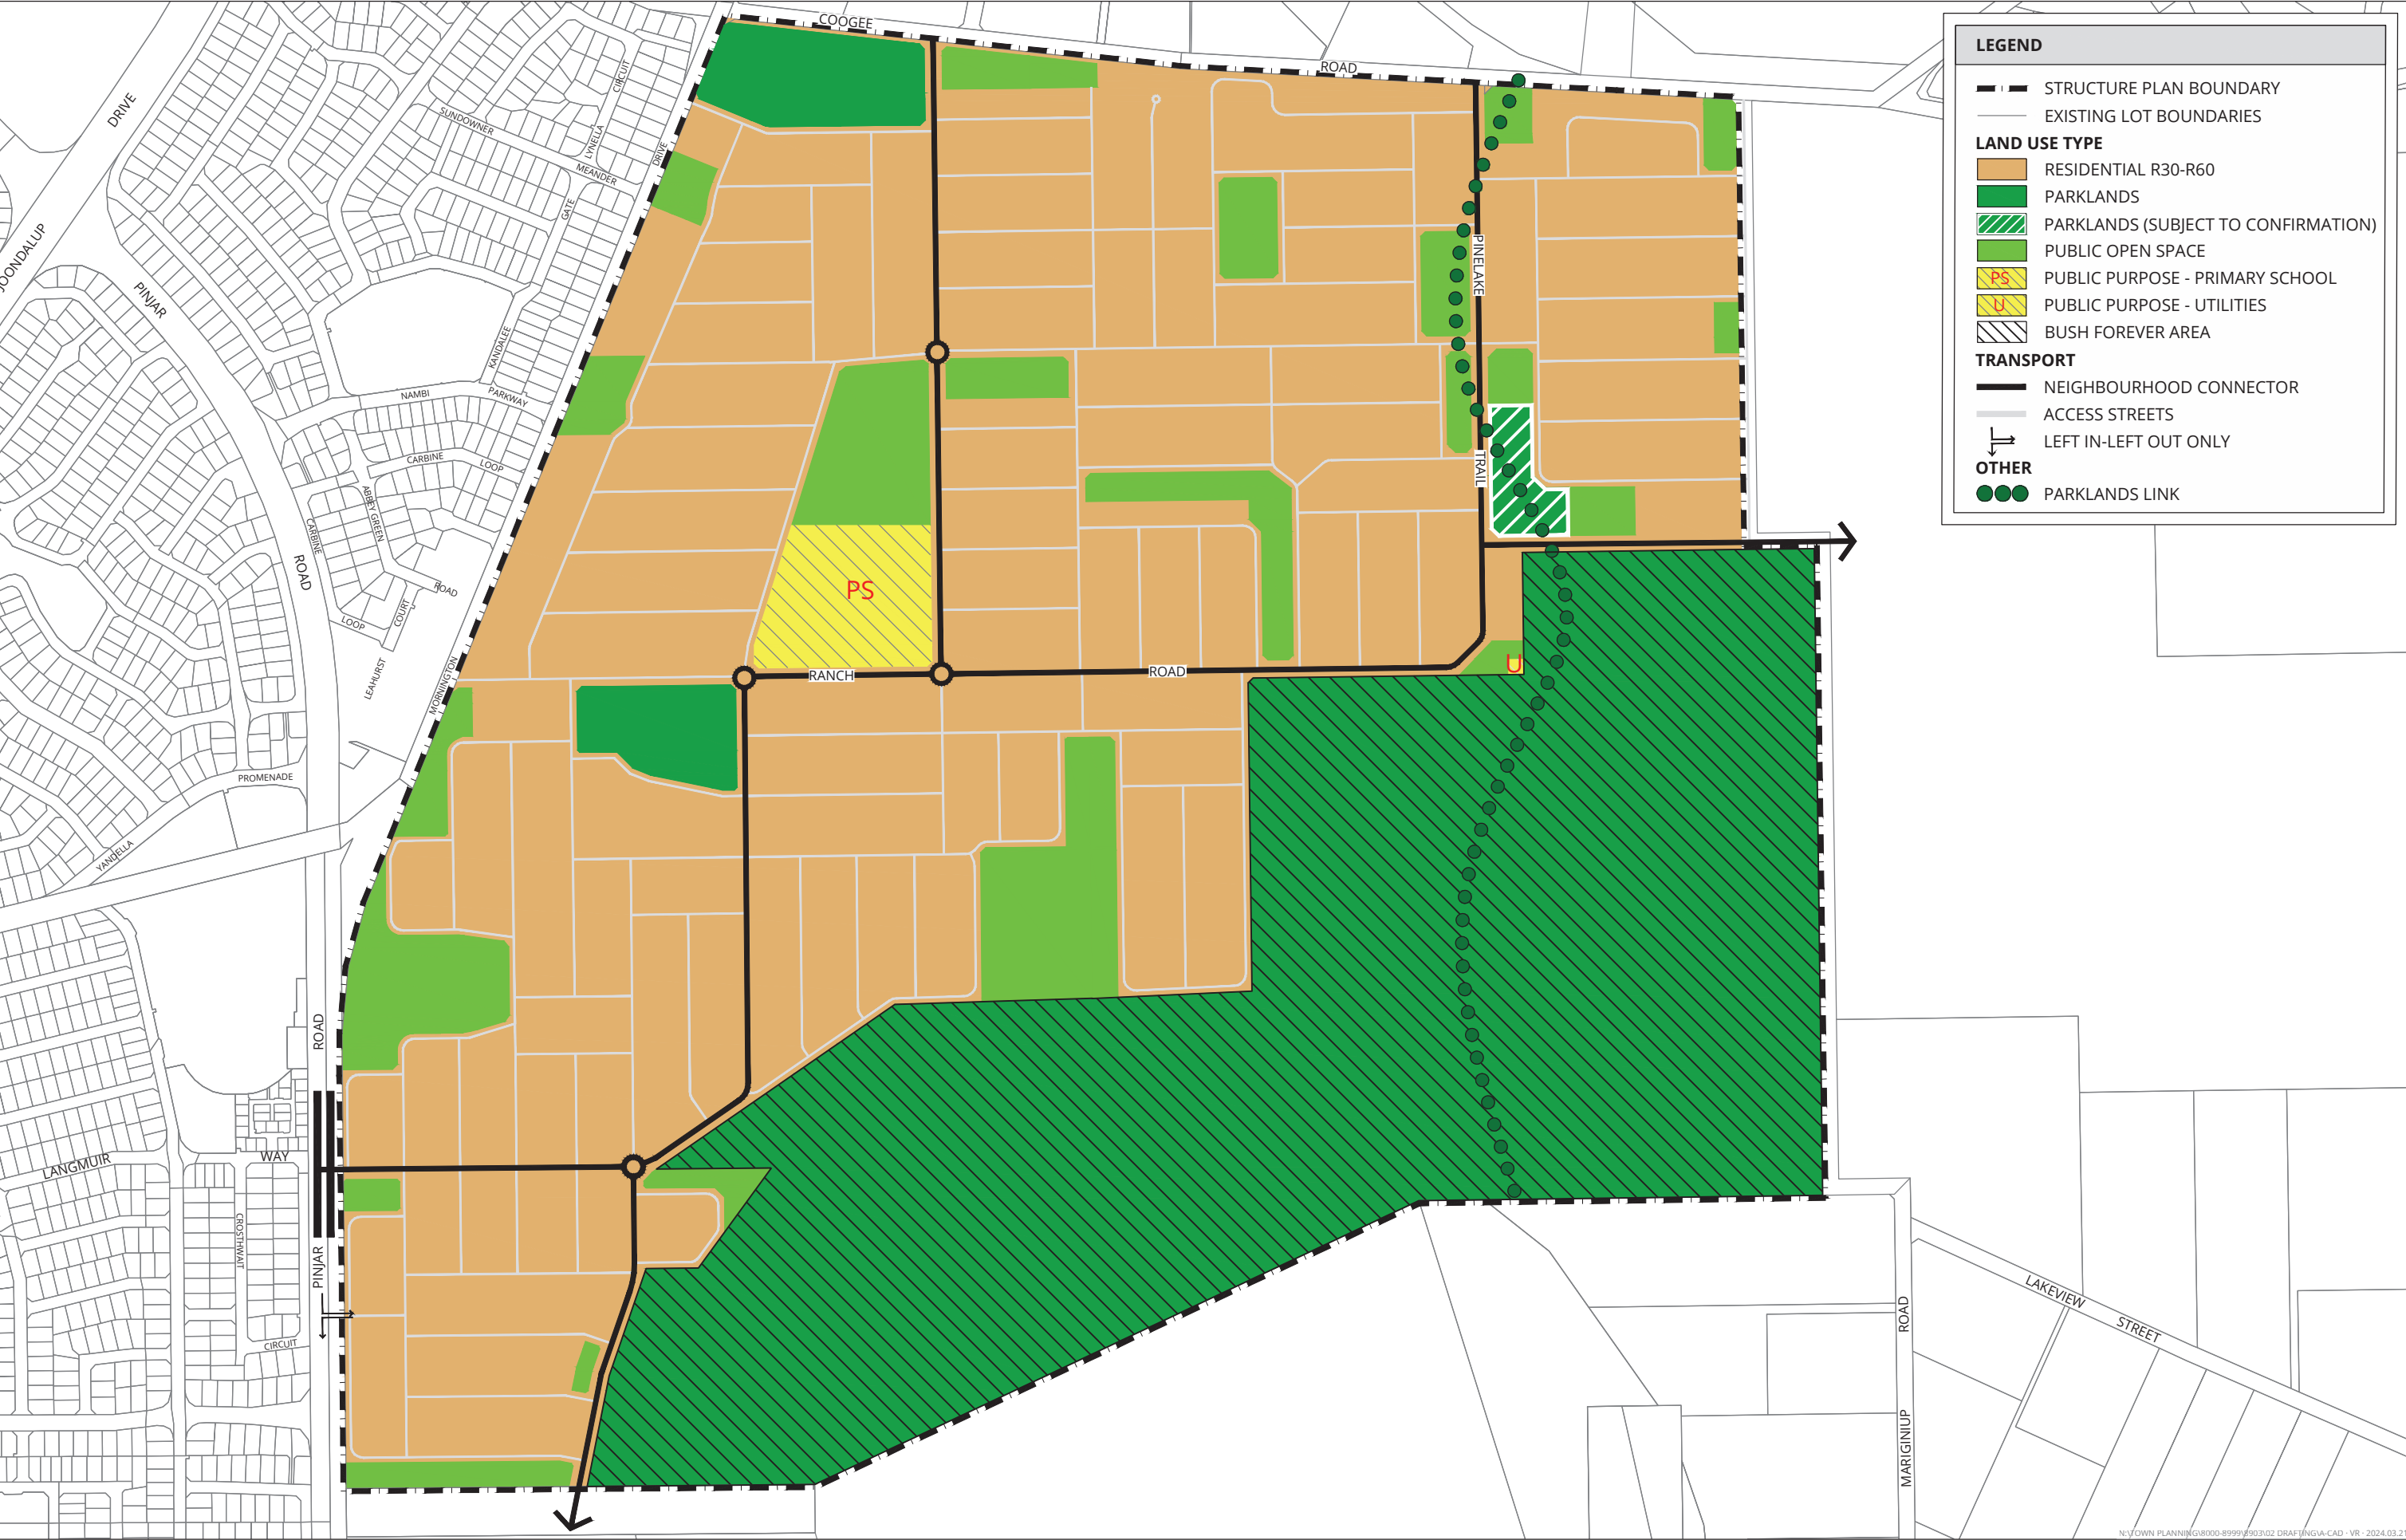 COOGEE
ROAD
DRIVE
SUNDOWNER
CIRCUIT
LYNELLA
MEANDER
DRIVE
GATE
JOONDALUP
PINJAR
KANDALEE
NAMBI
PARKWAY
CARBINE
LOOP
ABBEY GREEN
CARBINE
ROAD
ROAD
COURT
LOOP
LEAHURST
MORNINGTON
PROMENADE
YANDELLA
ROAD
LANGMUIR
WAY
CROSTHWAIT
PINJAR
CIRCUIT
PINELAKE
TRAIL
PS
RANCH
ROAD
U
LAKEVIEW
STREET
ROAD
MARIGINIUP
LEGEND
STRUCTURE PLAN BOUNDARY
EXISTING LOT BOUNDARIES
LAND USE TYPE
RESIDENTIAL R30-R60
PARKLANDS
PARKLANDS (SUBJECT TO CONFIRMATION)
PUBLIC OPEN SPACE
PS PUBLIC PURPOSE - PRIMARY SCHOOL
U PUBLIC PURPOSE - UTILITIES
BUSH FOREVER AREA
TRANSPORT
NEIGHBOURHOOD CONNECTOR
ACCESS STREETS
LEFT IN-LEFT OUT ONLY
OTHER
PARKLANDS LINK